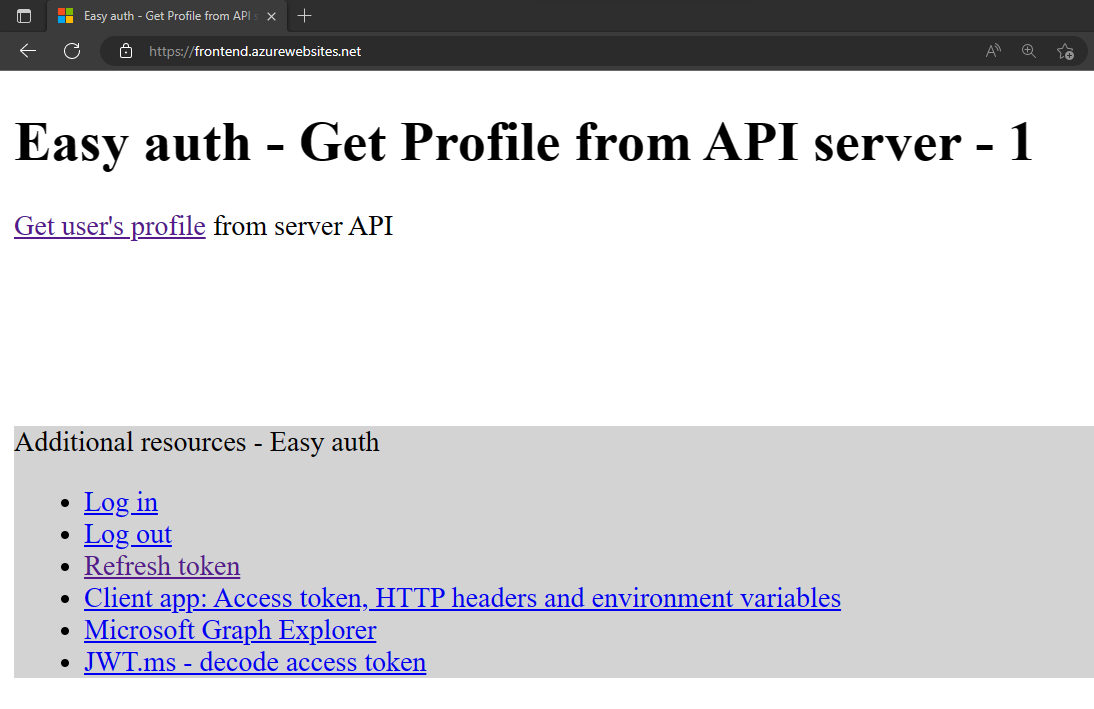 Easy auth - Get Profile from API s
https://frontend.azurewebsites.net
Easy auth - Get Profile from API server - 1
Get user's profile from server API
Additional resources - Easy auth
Log in
Log out
Refresh token
Client app: Access token, HTTP headers and environment variables
Microsoft Graph Explorer
JWT.ms - decode access token